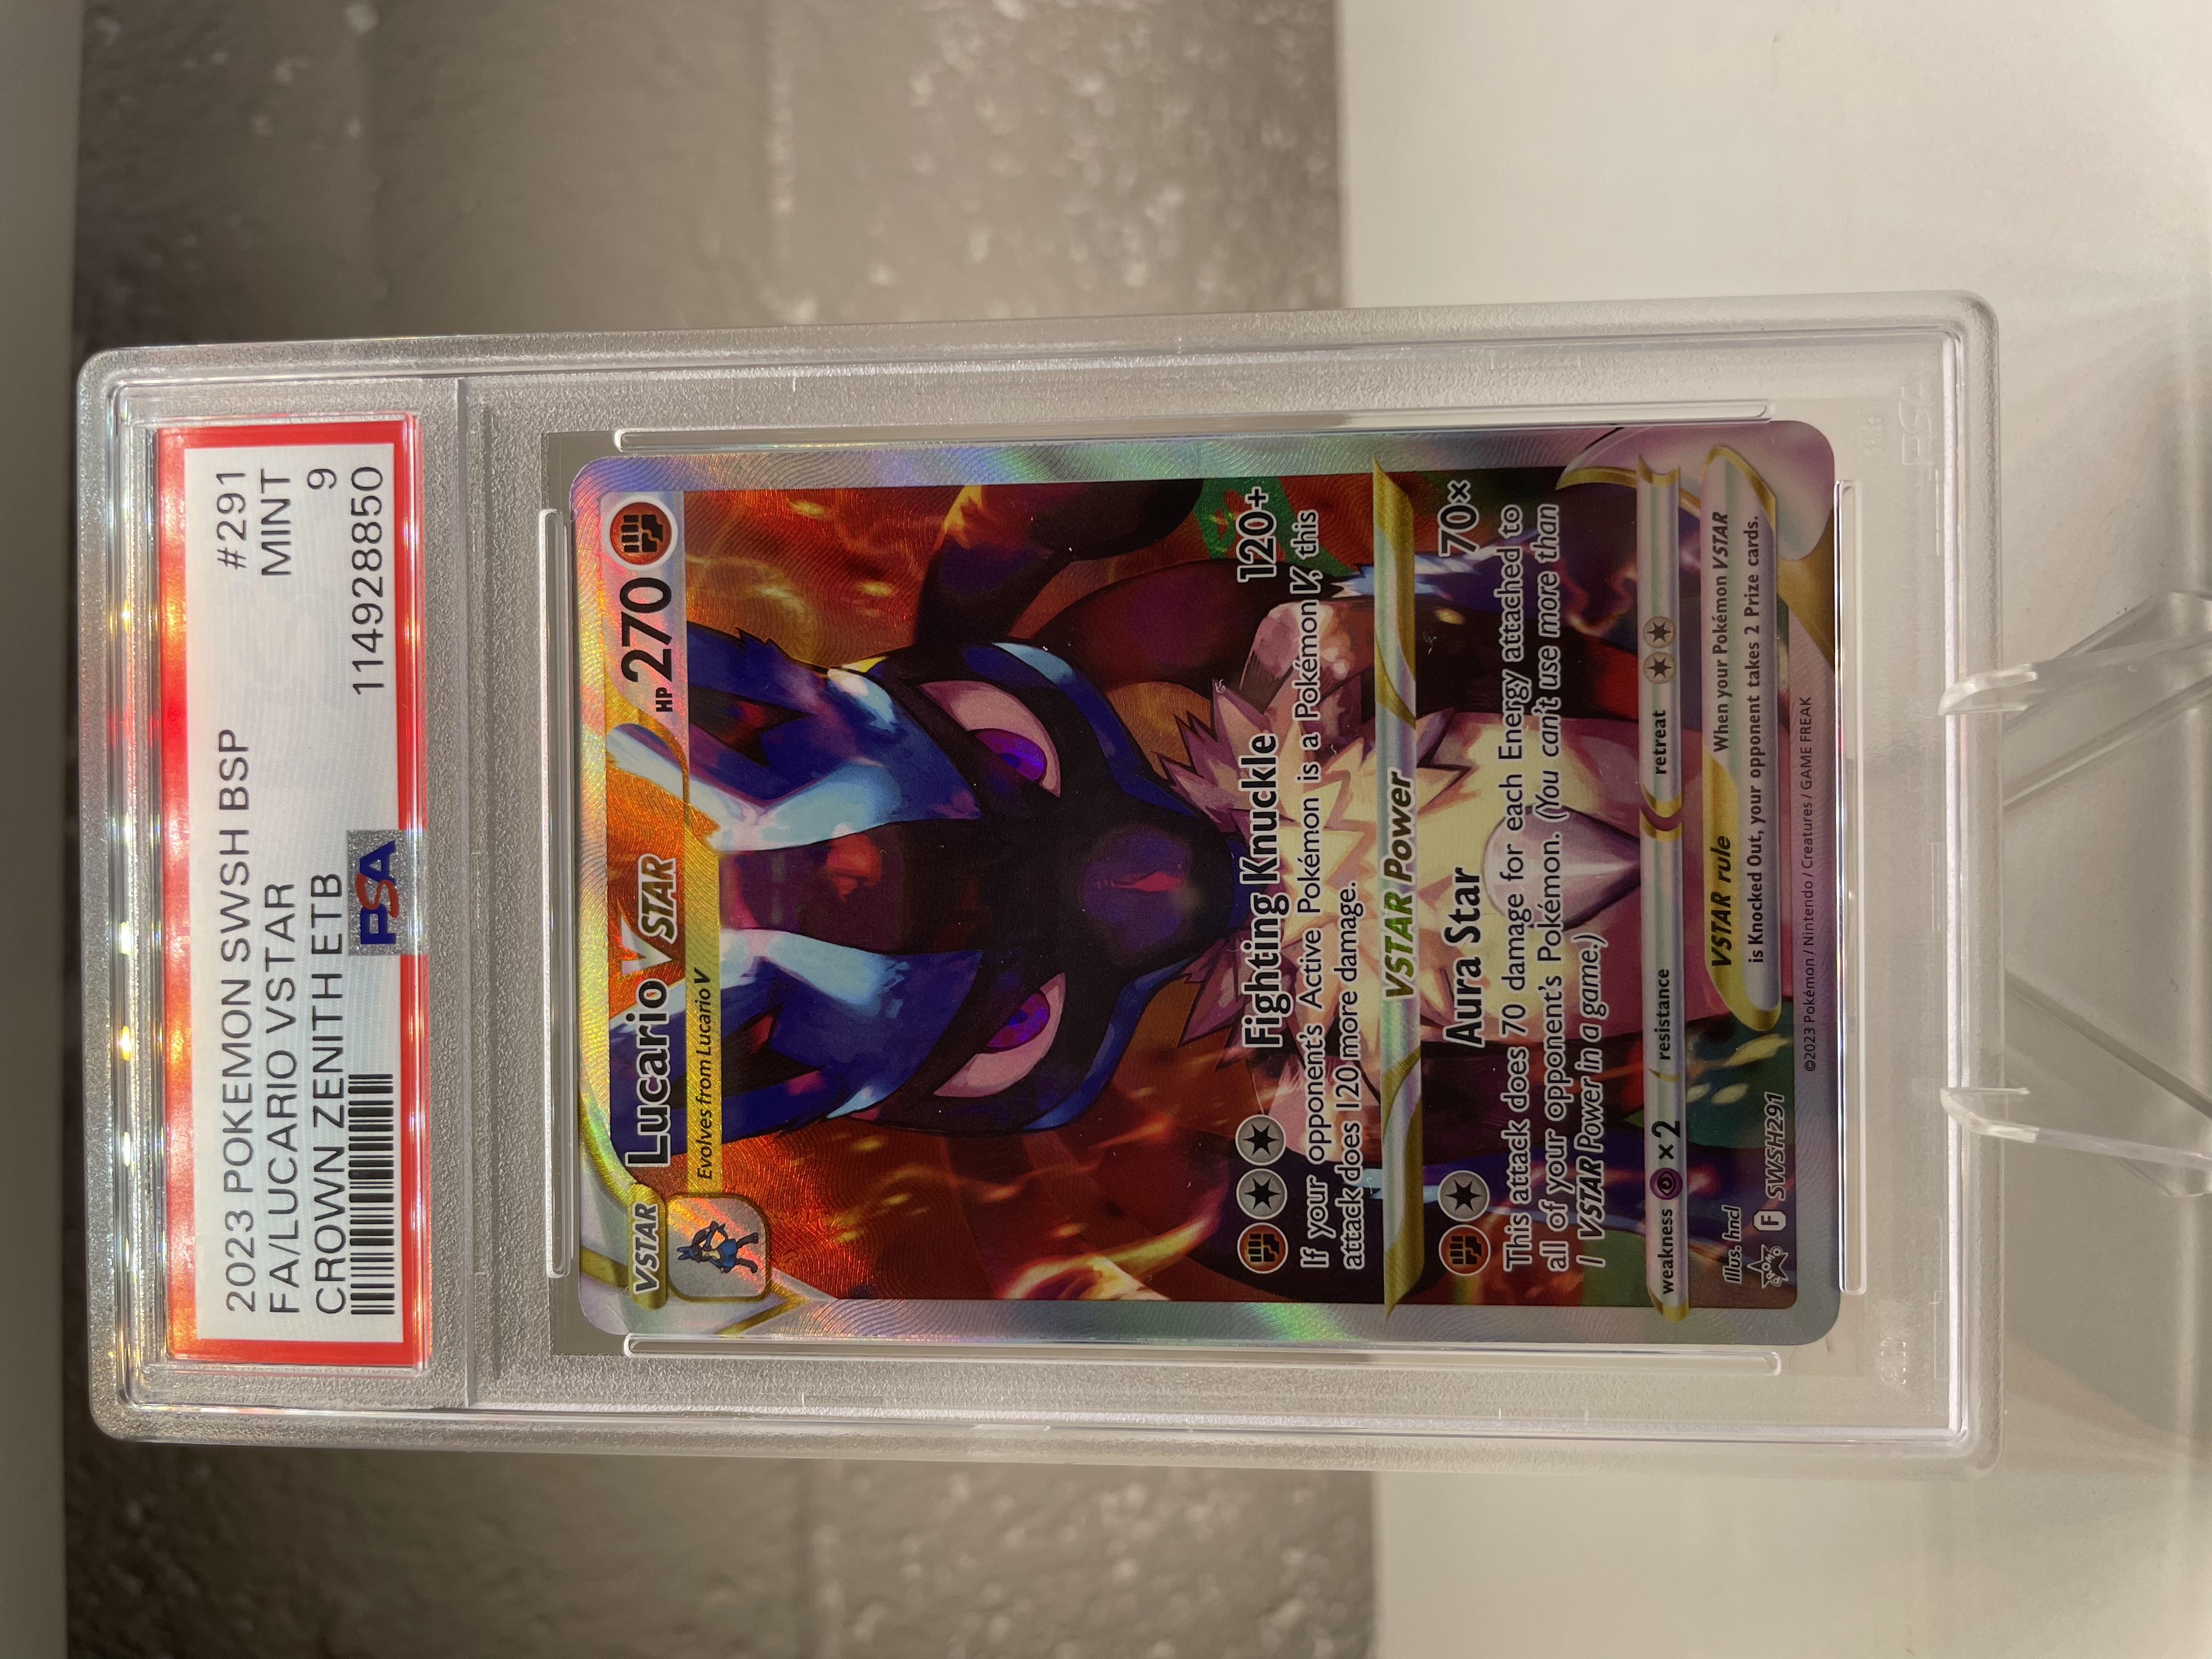 2023 POKEMON SWSH BSP #291
FA/LUCARIO VSTAR MINT
CROWN ZENITH ETB 9
114928850
PSA
VSTAR
Lucario VSTAR HP 270
Evolves from Lucario V
Fighting Knuckle 120+
If your opponent's Active Pokémon is a Pokémon V, this
attack does 120 more damage.
VSTAR Power
Aura Star 70×
This attack does 70 damage for each Energy attached to
all of your opponent's Pokémon. (You can't use more than
1 VSTAR Power in a game.)
weakness ×2 resistance retreat
Illus. hncl
VSTAR rule When your Pokémon VSTAR
is Knocked Out, your opponent takes 2 Prize cards.
PROMO F SWSH291
©2023 Pokémon / Nintendo / Creatures / GAME FREAK
PSA